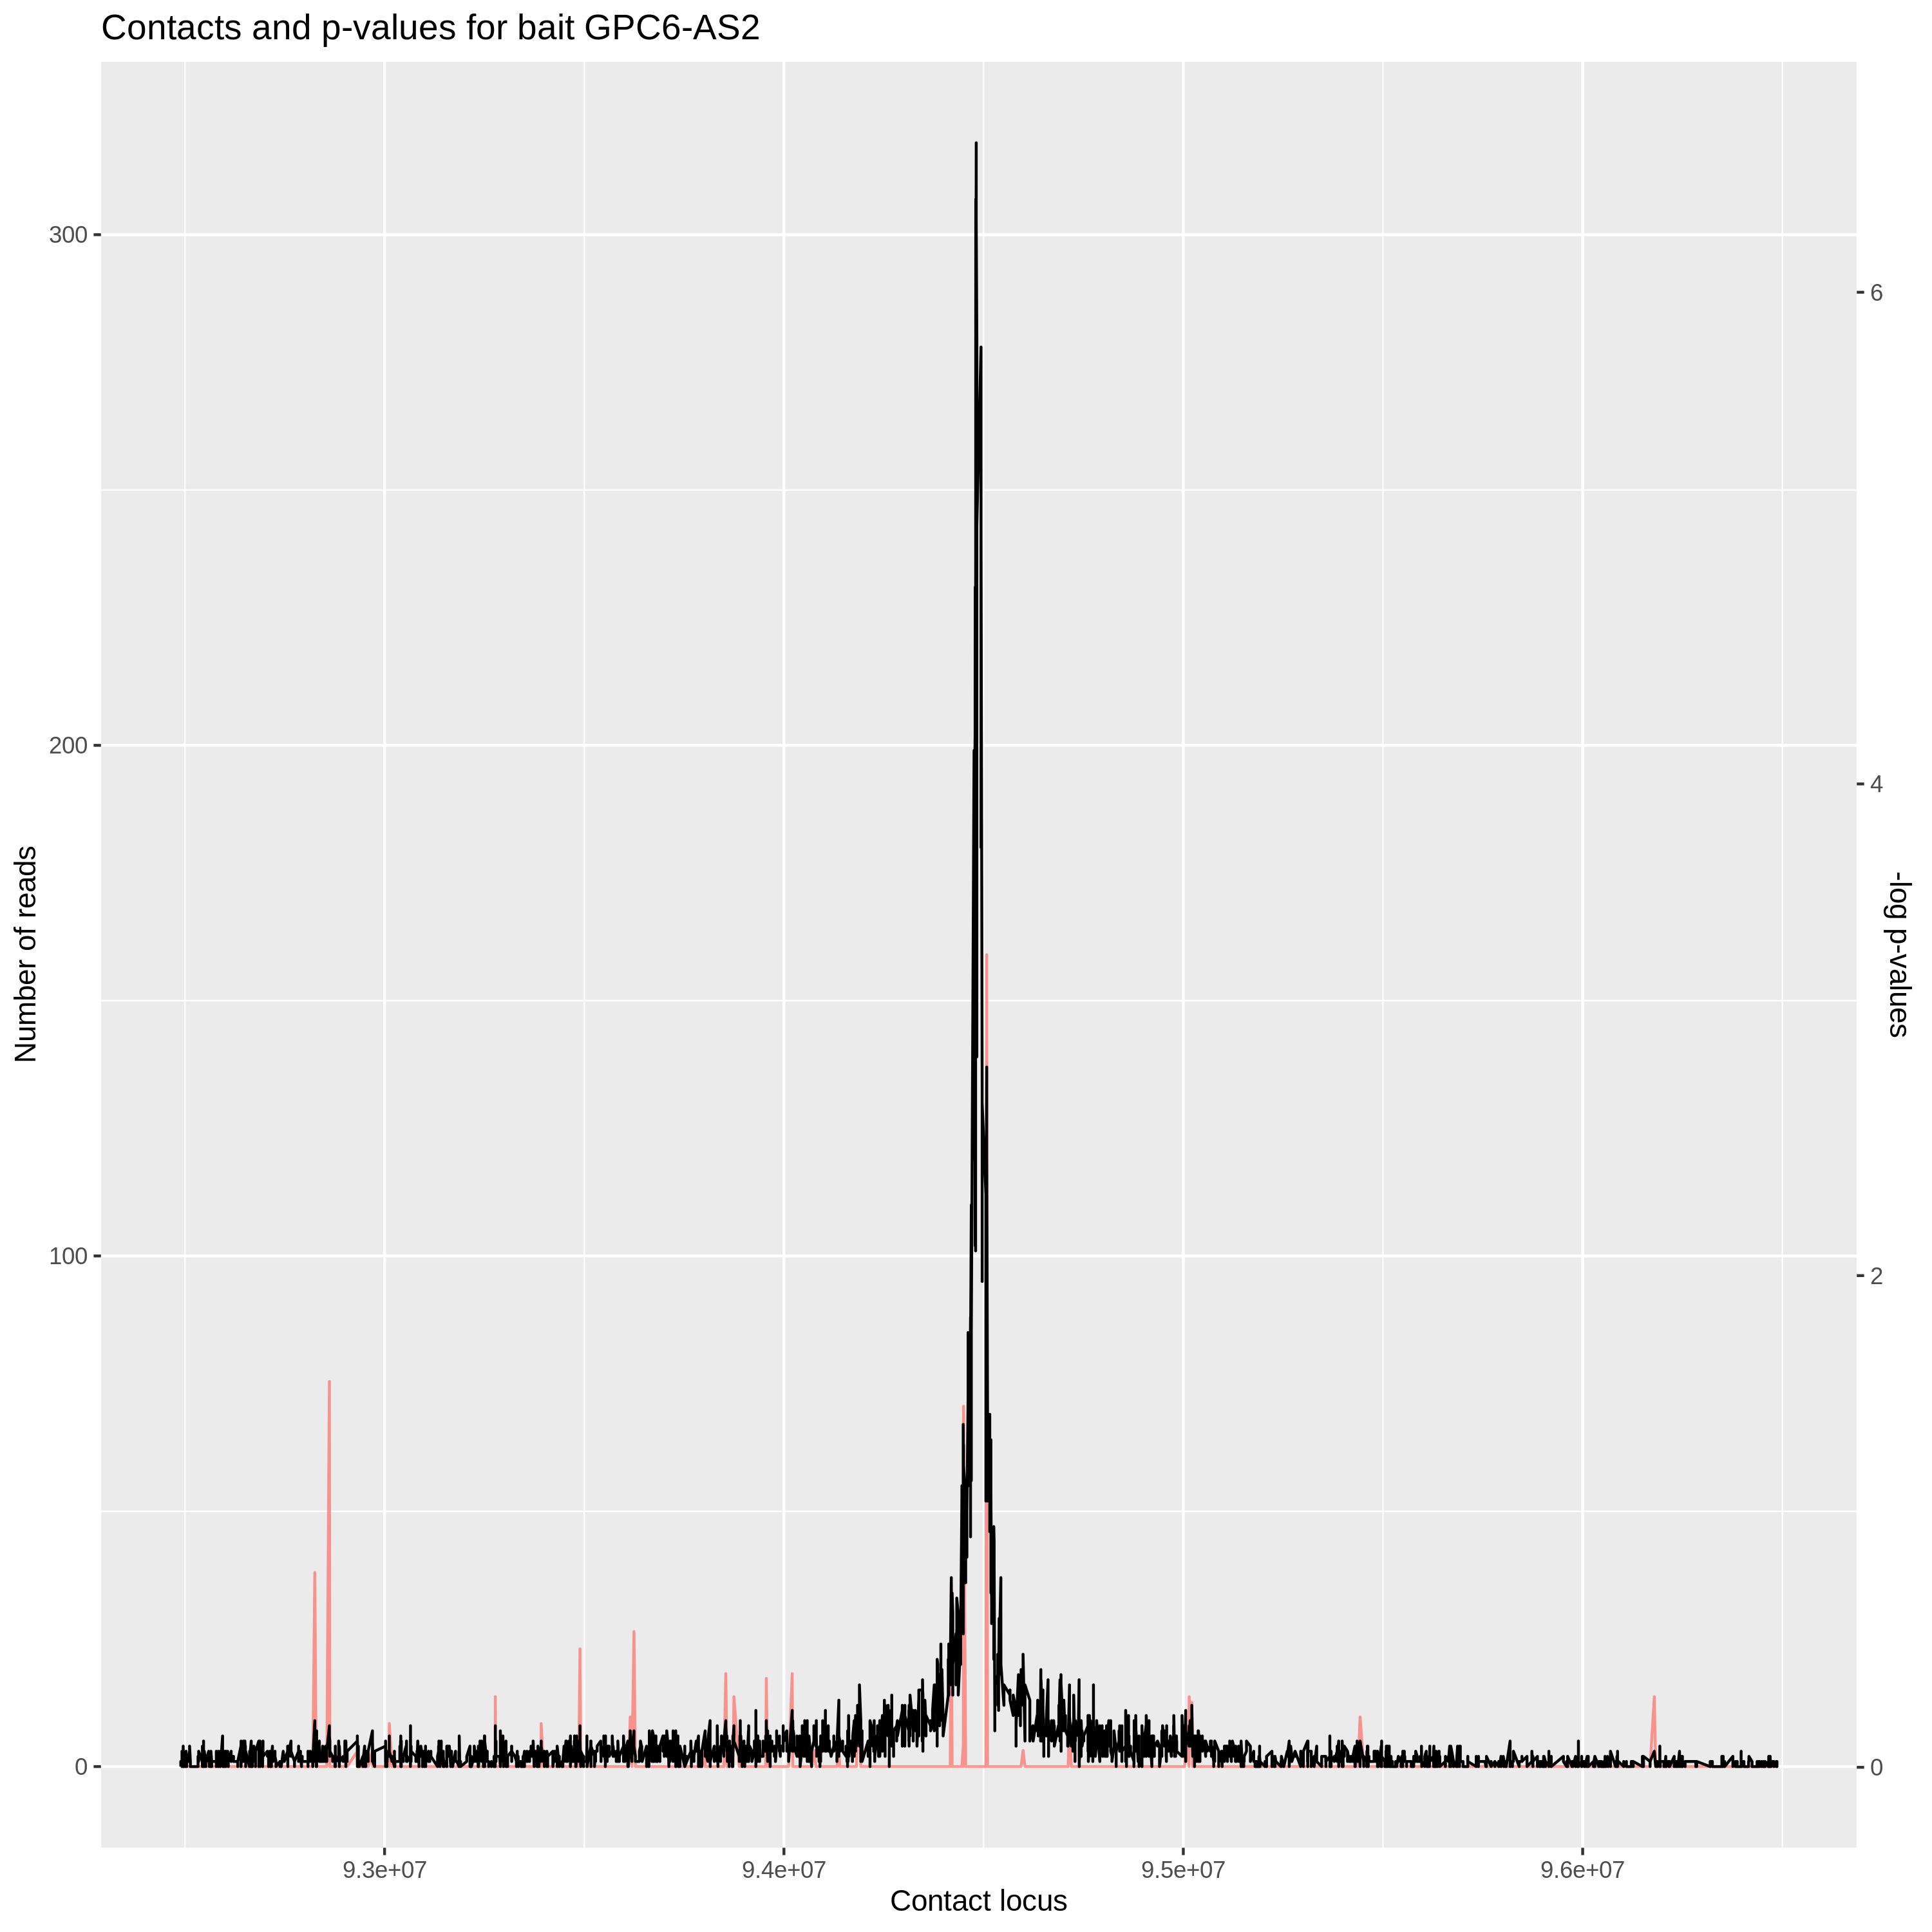 Contacts and p-values for bait GPC6-AS2
300
200
100
0
Number of reads
6
4
2
0
-log p-values
9.3e+07
9.4e+07
9.5e+07
9.6e+07
Contact locus